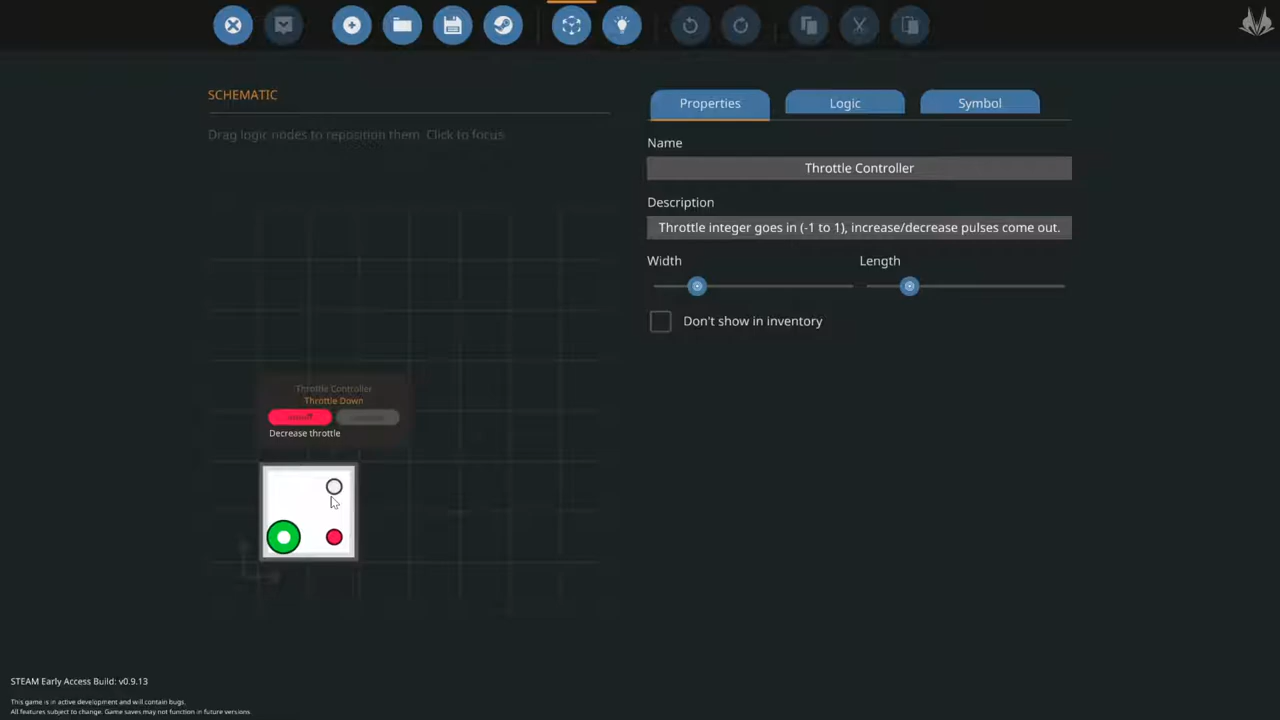 SCHEMATIC
Drag logic nodes to reposition them. Click to focus
Properties
Logic
Symbol
Name
Throttle Controller
Description
Throttle integer goes in (-1 to 1), increase/decrease pulses come out.
Width
Length
Don't show in inventory
Throttle Controller
Throttle Down
Decrease throttle
STEAM Early Access Build: v0.9.13
This game is in active development and will contain bugs.
All features subject to change. Game saves may not function in future versions.